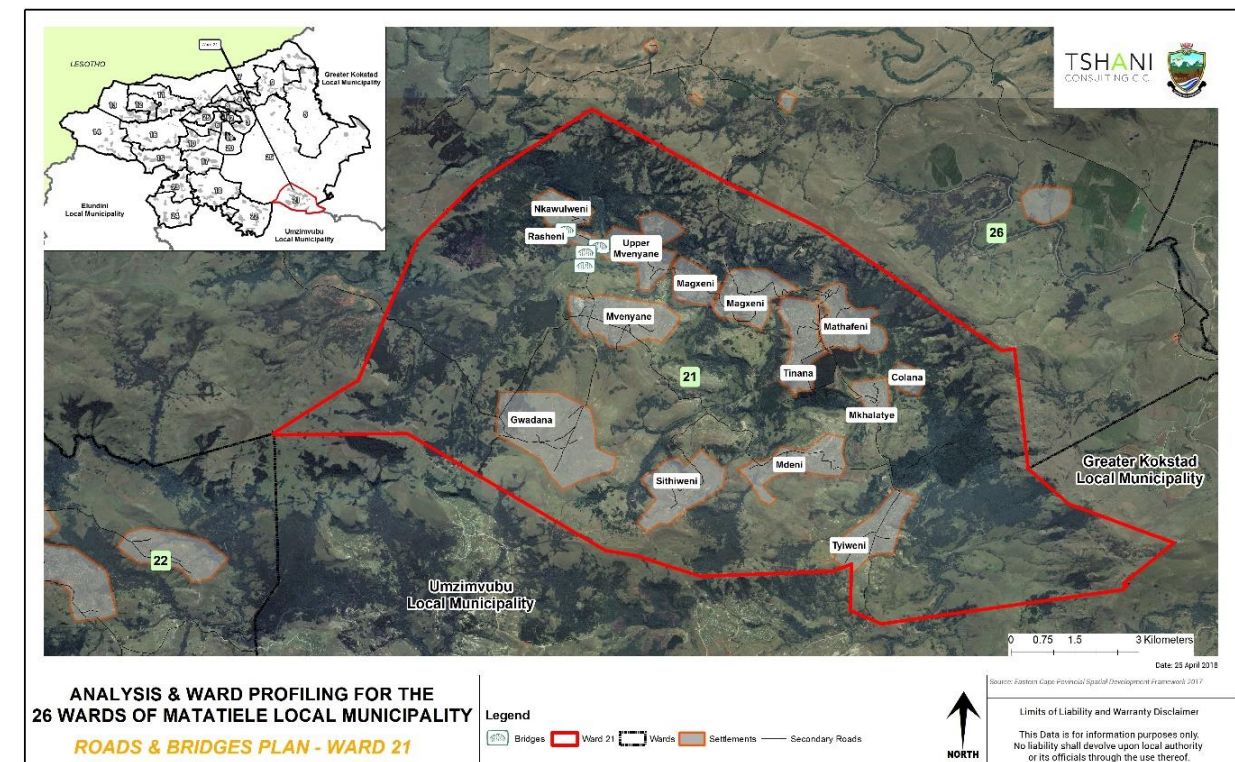 LESOTHO
Ward 21
Greater Kokstad
Local Municipality
Elundini
Local Municipality
Umzimvubu
Local Municipality
TSHANI
CONSULTING C.C.
Nkawulweni
Rasheni
Upper
Mvenyane
Magxeni
Magxeni
Mvenyane
Mathafeni
Tinana
Colana
Mkhalatye
Gwadana
Mdeni
Sithiweni
Tyiweni
26
21
22
Greater Kokstad
Local Municipality
Umzimvubu
Local Municipality
0 0.75 1.5 3 Kilometers
Date: 25 April 2018
ANALYSIS & WARD PROFILING FOR THE
26 WARDS OF MATATIELE LOCAL MUNICIPALITY
ROADS & BRIDGES PLAN - WARD 21
Legend
Bridges Ward 21 Wards Settlements Secondary Roads
NORTH
Source: Eastern Cape Povincial Spatial Development Framework 2017
Limits of Liability and Warranty Disclaimer
This Data is for information purposes only.
No liability shall devolve upon local authority
or its officials through the use thereof.